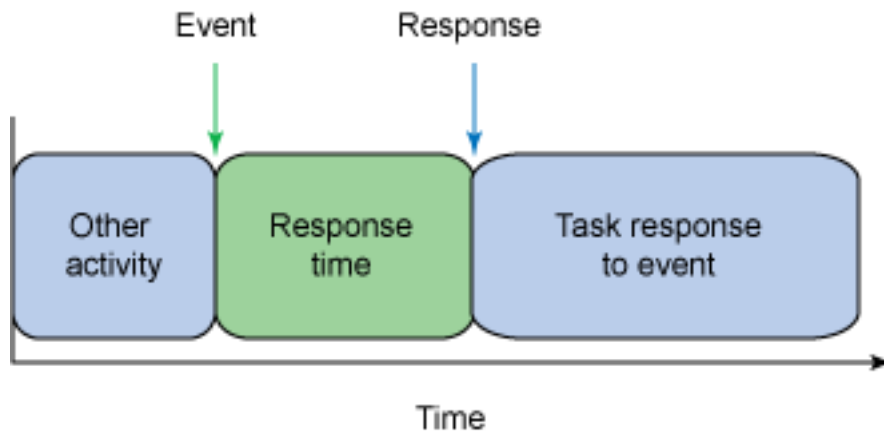 Event
Response
Other
activity
Response
time
Task response
to event
Time